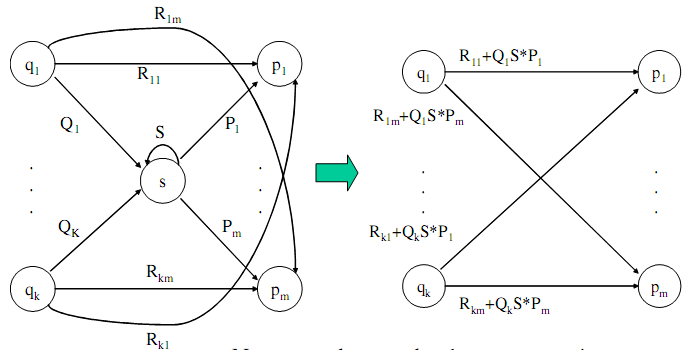 R1m
q1
p1
R11
Q1
S
P1
s
QK
Pm
Rkm
qk
pm
Rk1
R11+Q1S*P1
q1
p1
R1m+Q1S*Pm
Rk1+QkS*P1
qk
pm
Rkm+QkS*Pm